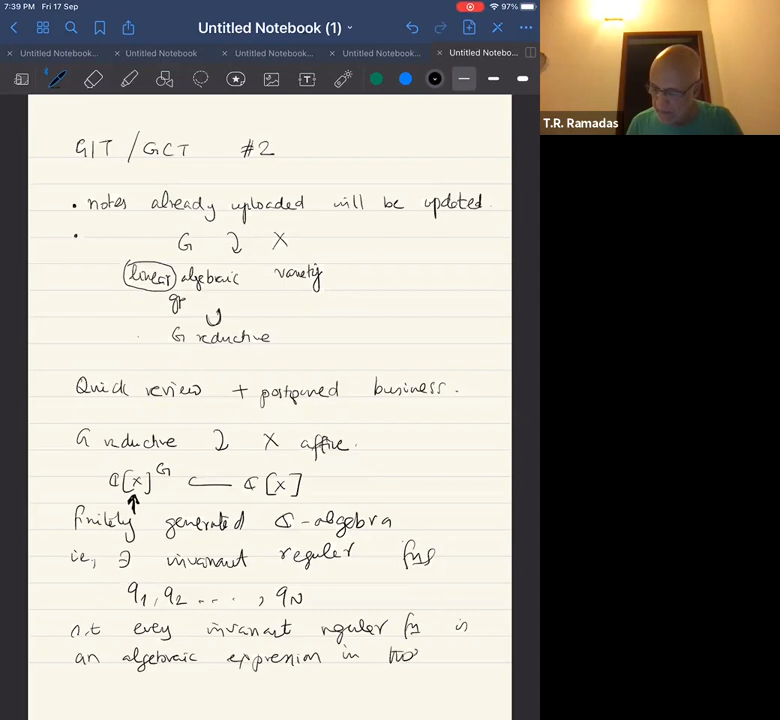 7:39 PM Fri 17 Sep
97%
Untitled Notebook (1)
Untitled Notebook...
Untitled Notebook
Untitled Notebook...
Untitled Notebook...
Untitled Notebo...
T.R. Ramadas
GIT / GCT #2
• notes already uploaded will be updated.
• G ⤵ X
linear algebraic variety
gp
∪
G reductive
Quick review + postponed business.
G reductive ⤵ X affine.
ℂ[X]^G ⊂ ℂ[X]
↑
finitely generated ℂ-algebra
i.e., ∃ invariant regular fns
q1, q2 ...., qN
s.t every invariant regular fn is
an algebraic expression in